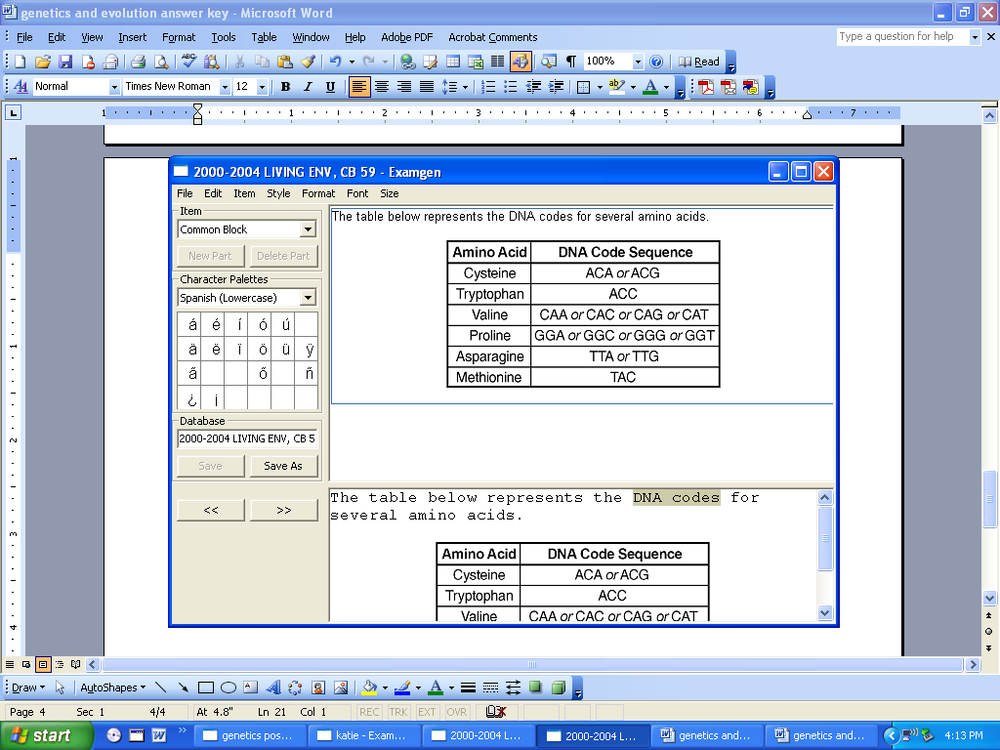 genetics and evolution answer key - Microsoft Word
File Edit View Insert Format Tools Table Window Help Adobe PDF Acrobat Comments Type a question for help
100% Read
Normal Times New Roman 12 B I U
1 1 2 3 4 5 6 7
2000-2004 LIVING ENV, CB 59 - Examgen
File Edit Item Style Format Font Size
Item
Common Block
New Part Delete Part
Character Palettes
Spanish (Lowercase)
á é í ó ú
ä ë ï ö ü ÿ
ã ő ñ
¿ ¡
Database
2000-2004 LIVING ENV, CB 5
Save Save As
<< >>
The table below represents the DNA codes for several amino acids.
Amino Acid DNA Code Sequence
Cysteine ACA or ACG
Tryptophan ACC
Valine CAA or CAC or CAG or CAT
Proline GGA or GGC or GGG or GGT
Asparagine TTA or TTG
Methionine TAC
The table below represents the DNA codes for
several amino acids.
Amino Acid DNA Code Sequence
Cysteine ACA or ACG
Tryptophan ACC
Valine CAA or CAC or CAG or CAT
Draw AutoShapes
Page 4 Sec 1 4/4 At 4.8" Ln 21 Col 1 REC TRK EXT OVR
start genetics pos... katie - Exam... 2000-2004 L... 2000-2004 L... genetics and... genetics and... 4:13 PM